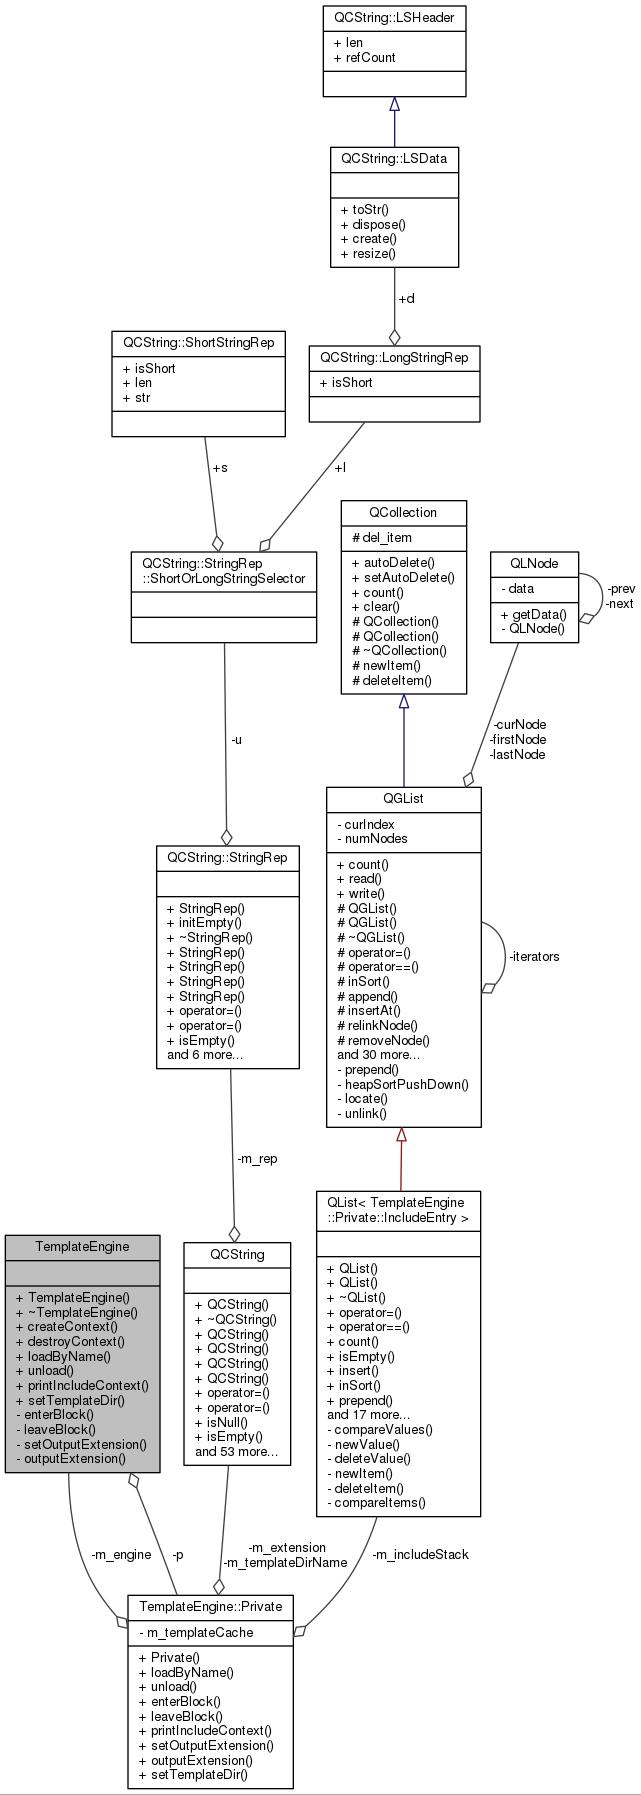 QCString::LSHeader
+ len
+ refCount
QCString::LSData
+ toStr()
+ dispose()
+ create()
+ resize()
+d
QCString::ShortStringRep
+ isShort
+ len
+ str
QCString::LongStringRep
+ isShort
+s
+l
QCollection
# del_item
+ autoDelete()
+ setAutoDelete()
+ count()
+ clear()
# QCollection()
# QCollection()
# ~QCollection()
# newItem()
# deleteItem()
QLNode
- data
+ getData()
- QLNode()
-prev
-next
QCString::StringRep
::ShortOrLongStringSelector
-u
-curNode
-firstNode
-lastNode
QGList
- curIndex
- numNodes
+ count()
+ read()
+ write()
# QGList()
# QGList()
# ~QGList()
# operator=()
# operator==()
# inSort()
# append()
# insertAt()
# relinkNode()
# removeNode()
and 30 more...
- prepend()
- heapSortPushDown()
- locate()
- unlink()
-iterators
QCString::StringRep
+ StringRep()
+ initEmpty()
+ ~StringRep()
+ StringRep()
+ StringRep()
+ StringRep()
+ StringRep()
+ operator=()
+ operator=()
+ isEmpty()
and 6 more...
-m_rep
QList< TemplateEngine
::Private::IncludeEntry >
+ QList()
+ QList()
+ ~QList()
+ operator=()
+ operator==()
+ count()
+ isEmpty()
+ insert()
+ inSort()
+ prepend()
and 17 more...
- compareValues()
- newValue()
- deleteValue()
- newItem()
- deleteItem()
- compareItems()
TemplateEngine
+ TemplateEngine()
+ ~TemplateEngine()
+ createContext()
+ destroyContext()
+ loadByName()
+ unload()
+ printIncludeContext()
+ setTemplateDir()
- enterBlock()
- leaveBlock()
- setOutputExtension()
- outputExtension()
QCString
+ QCString()
+ ~QCString()
+ QCString()
+ QCString()
+ QCString()
+ QCString()
+ operator=()
+ operator=()
+ isNull()
+ isEmpty()
and 53 more...
-m_engine
-p
-m_extension
-m_templateDirName
-m_includeStack
TemplateEngine::Private
- m_templateCache
+ Private()
+ loadByName()
+ unload()
+ enterBlock()
+ leaveBlock()
+ printIncludeContext()
+ setOutputExtension()
+ outputExtension()
+ setTemplateDir()